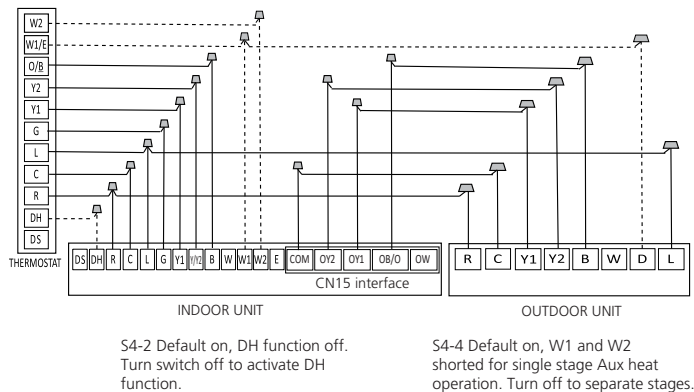 W2
W1/E
O/B
Y2
Y1
G
L
C
R
DH
DS
THERMOSTAT
DS DH R C L G Y1 Y/Y2 B W W1 W2 E COM OY2 OY1 OB/O OW
CN15 interface
INDOOR UNIT
R C Y1 Y2 B W D L
OUTDOOR UNIT
S4-2 Default on, DH function off.
Turn switch off to activate DH
function.
S4-4 Default on, W1 and W2
shorted for single stage Aux heat
operation. Turn off to separate stages.